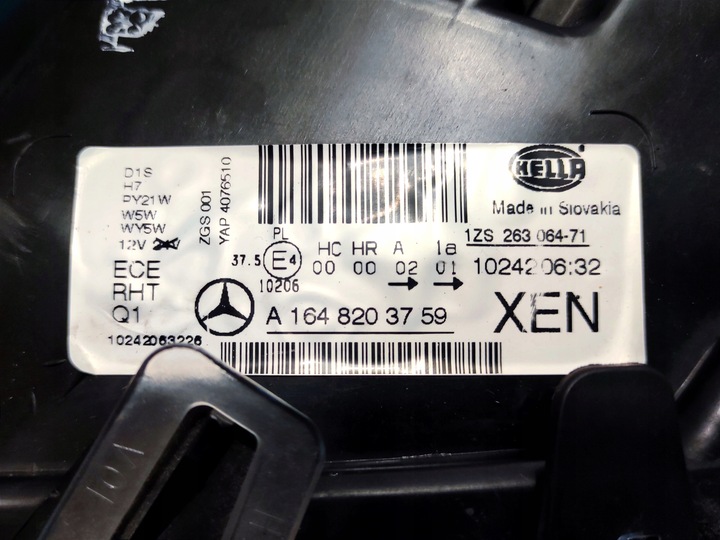 D1S
H7
PY21W
W5W
WY5W
12V 24V
ECE
RHT
Q1
10242063226
ZGS 001
YAP 4076510
HELLA
Made in Slovakia
1ZS 263 064-71
PL
37.5 E4 HC HR A 1a
00 00 02 01
10206
1024206:32
A 164 820 37 59
XEN